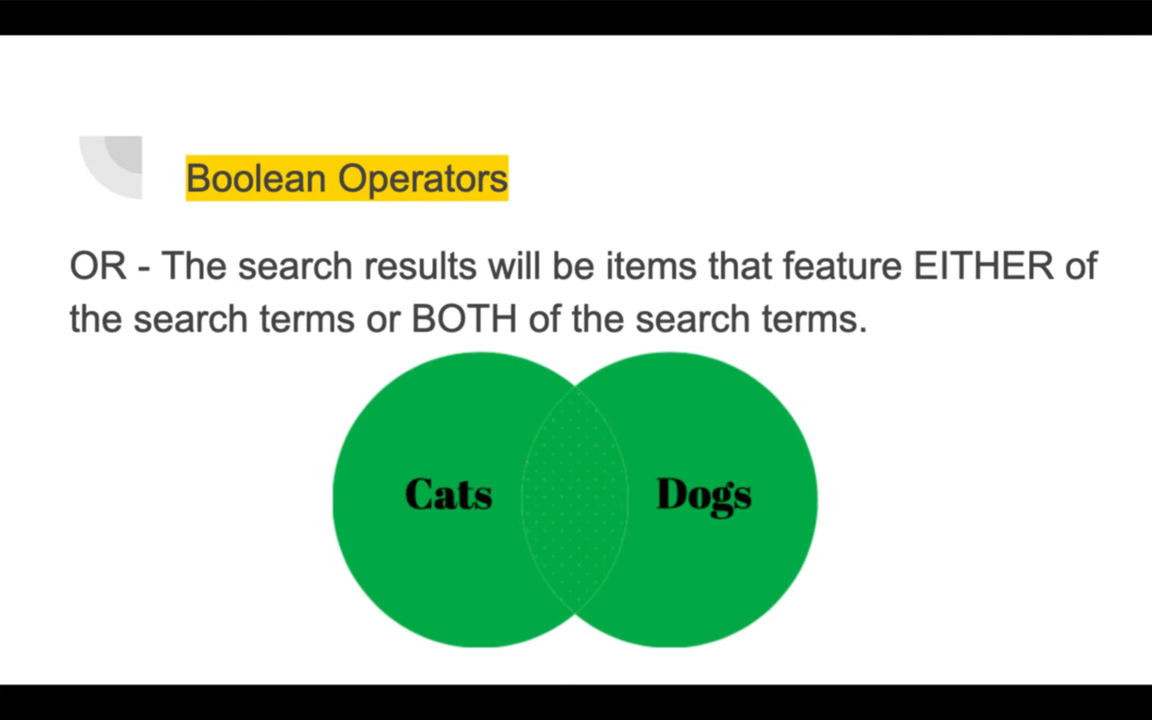 Boolean Operators
OR - The search results will be items that feature EITHER of
the search terms or BOTH of the search terms.
Cats
Dogs